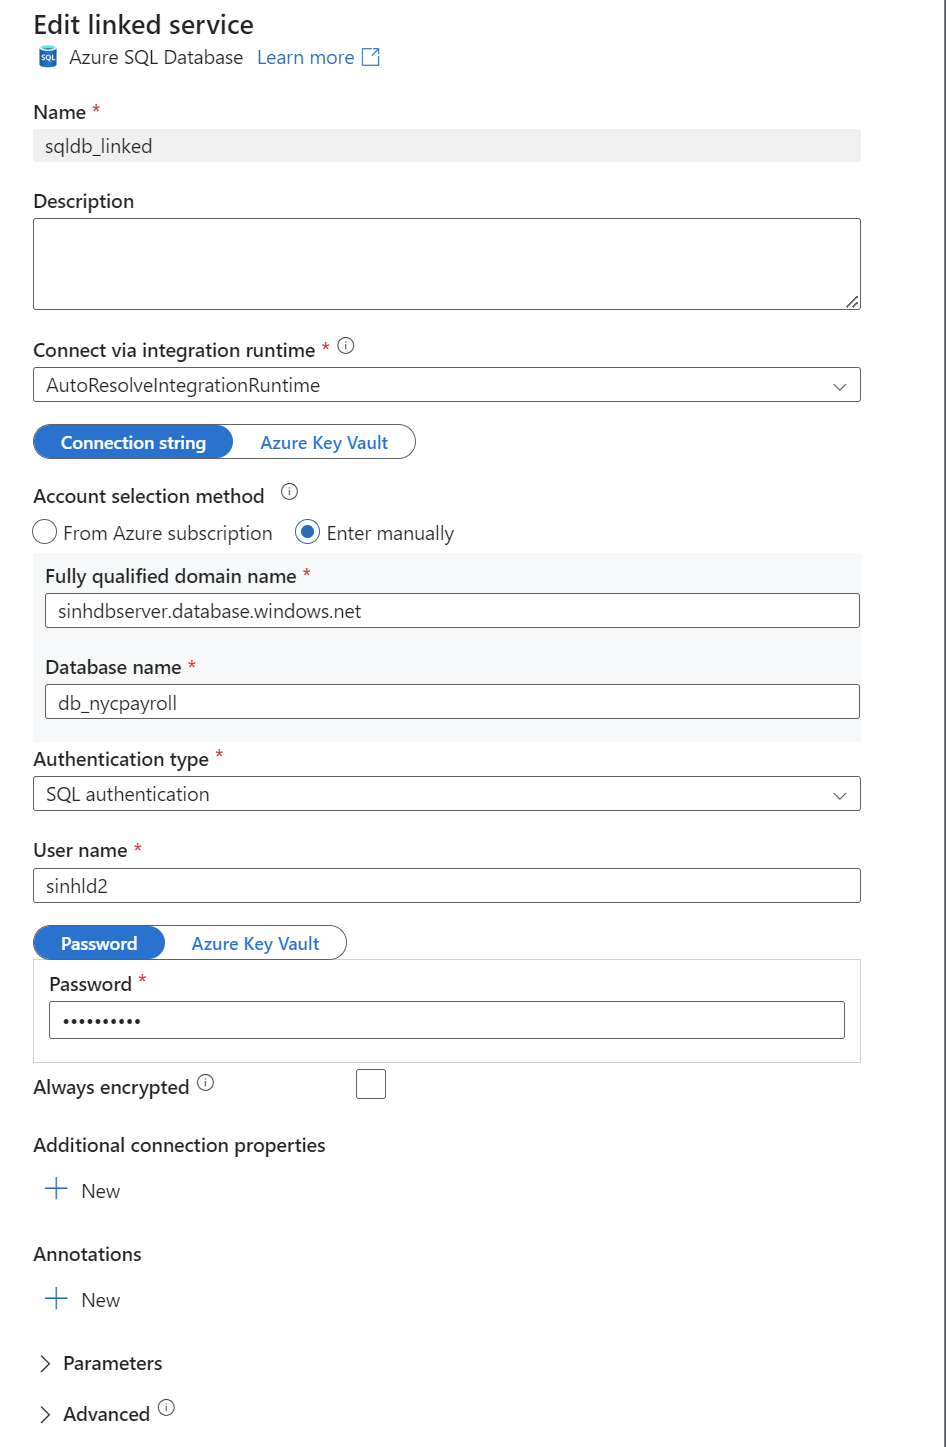 Edit linked service
SQL Azure SQL Database Learn more
Name *
sqldb_linked
Description
Connect via integration runtime *
AutoResolveIntegrationRuntime
Connection string Azure Key Vault
Account selection method
From Azure subscription Enter manually
Fully qualified domain name *
sinhdbserver.database.windows.net
Database name *
db_nycpayroll
Authentication type *
SQL authentication
User name *
sinhld2
Password Azure Key Vault
Password *
••••••••••
Always encrypted
Additional connection properties
New
Annotations
New
Parameters
Advanced